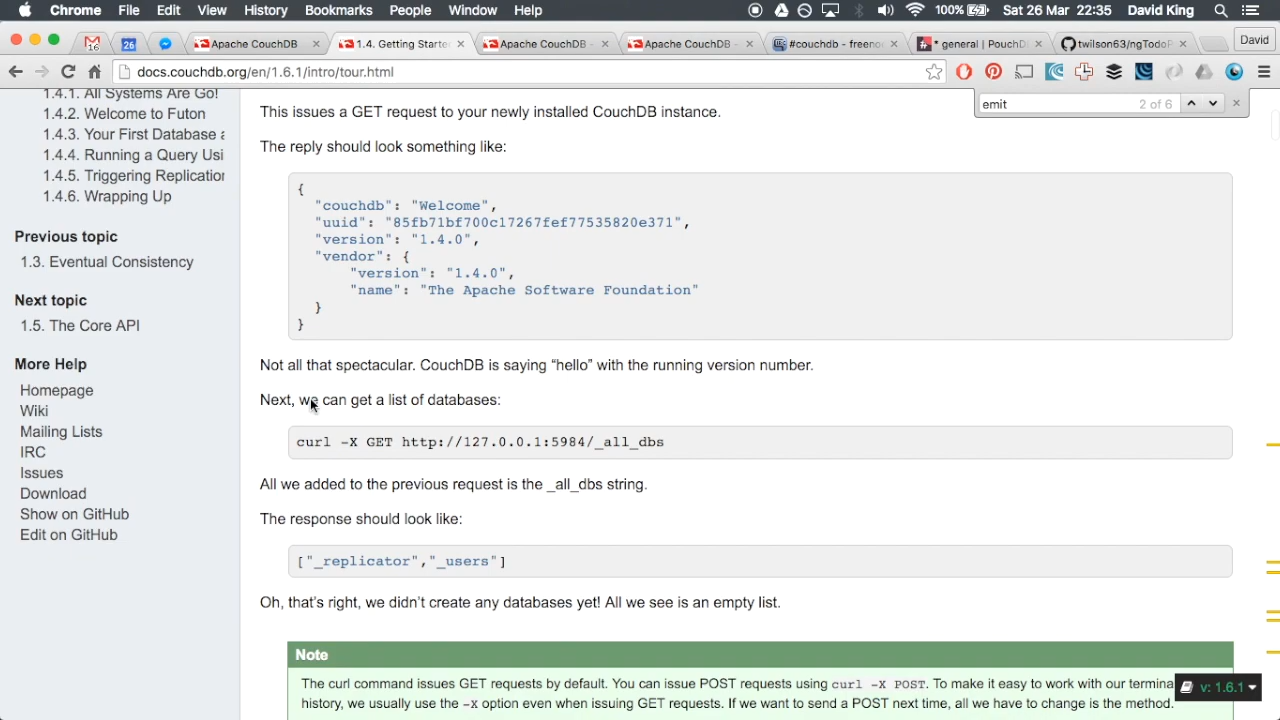 Chrome File Edit View History Bookmarks People Window Help 100% Sat 26 Mar 22:35 David King
16 28 Apache CouchDB 1.4. Getting Starte Apache CouchDB - Apache CouchDB - #couchdb - freeno * general | PouchD twilson63/ngTodoP David
docs.couchdb.org/en/1.6.1/intro/tour.html
emit 2 of 6
1.4.1. All Systems Are Go!
1.4.2. Welcome to Futon
1.4.3. Your First Database a
1.4.4. Running a Query Usi
1.4.5. Triggering Replication
1.4.6. Wrapping Up
Previous topic
1.3. Eventual Consistency
Next topic
1.5. The Core API
More Help
Homepage
Wiki
Mailing Lists
IRC
Issues
Download
Show on GitHub
Edit on GitHub
This issues a GET request to your newly installed CouchDB instance.
The reply should look something like:
{
"couchdb": "Welcome",
"uuid": "85fb71bf700c17267fef77535820e371",
"version": "1.4.0",
"vendor": {
"version": "1.4.0",
"name": "The Apache Software Foundation"
}
}
Not all that spectacular. CouchDB is saying “hello” with the running version number.
Next, we can get a list of databases:
curl -X GET http://127.0.0.1:5984/_all_dbs
All we added to the previous request is the _all_dbs string.
The response should look like:
["_replicator","_users"]
Oh, that’s right, we didn’t create any databases yet! All we see is an empty list.
Note
The curl command issues GET requests by default. You can issue POST requests using curl -X POST. To make it easy to work with our termina
history, we usually use the -X option even when issuing GET requests. If we want to send a POST next time, all we have to change is the method.
v: 1.6.1